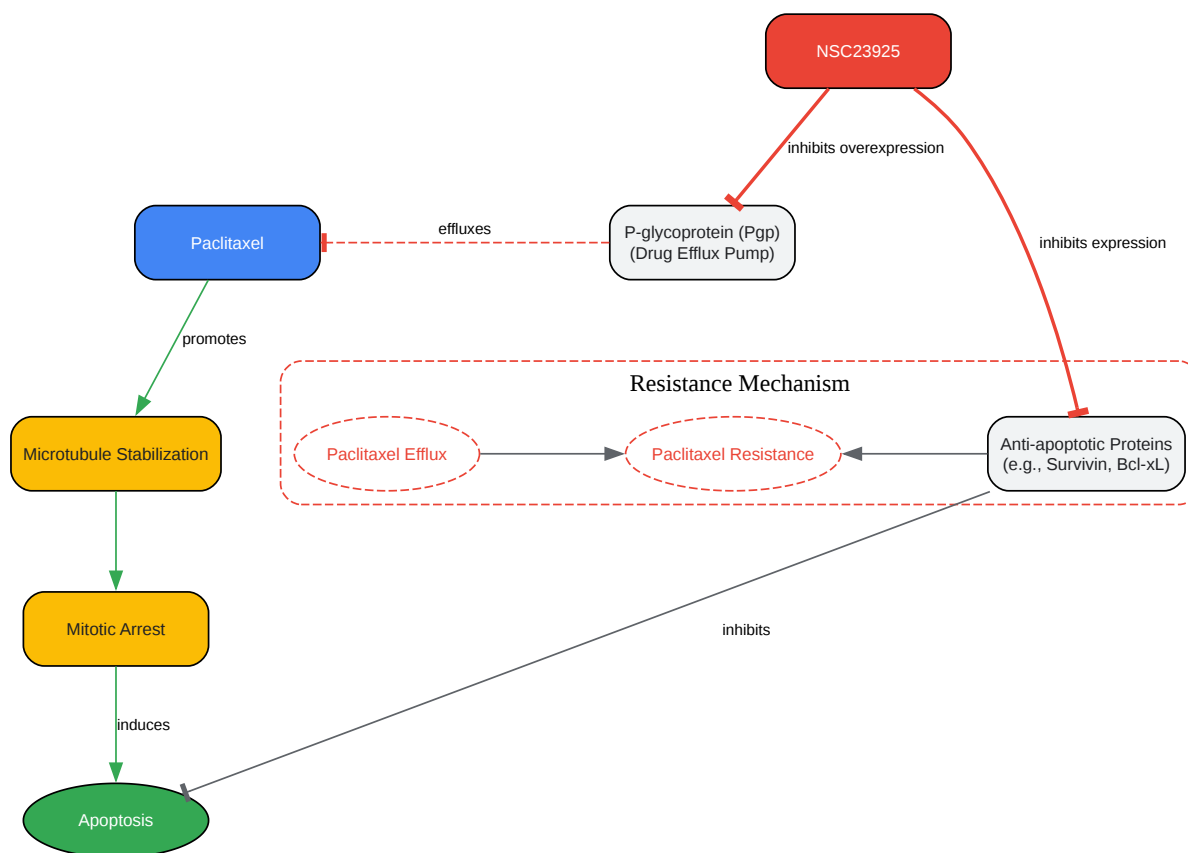 NSC23925
inhibits overexpression
Paclitaxel
effluxes
P-glycoprotein (Pgp)
(Drug Efflux Pump)
inhibits expression
promotes
Resistance Mechanism
Microtubule Stabilization
Paclitaxel Efflux
Paclitaxel Resistance
Anti-apoptotic Proteins
(e.g., Survivin, Bcl-xL)
Mitotic Arrest
inhibits
induces
Apoptosis